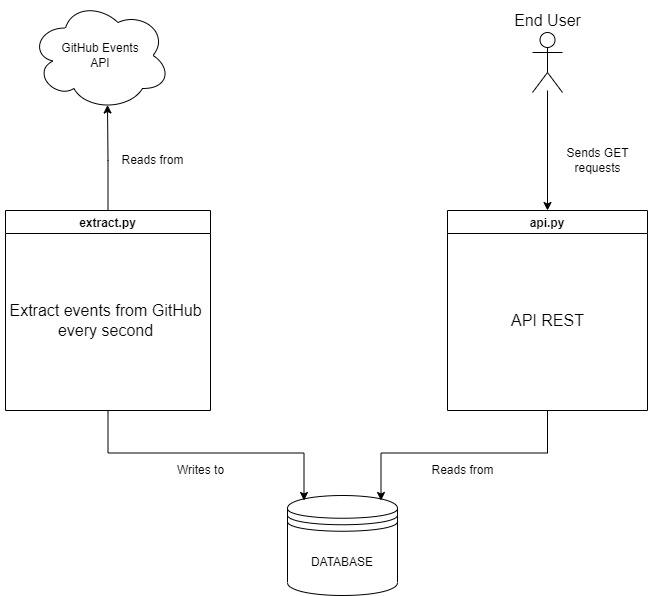 End User
GitHub Events
API
Reads from
Sends GET
requests
extract.py
api.py
Extract events from GitHub
every second
API REST
Writes to
Reads from
DATABASE